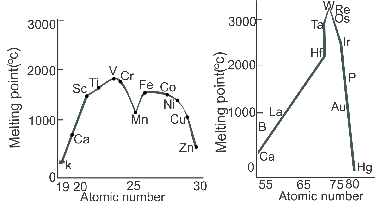 Melting point(°c)
3000
2000
1000
0
Sc
Ti
V
Cr
Fe
Co
Ni
Cu
Zn
Mn
Ca
k
19 20
25
30
Atomic number
Melting point(°c)
3000
2000
1000
0
W
Re
Os
Ta
Ir
Hf
P
La
Au
B
Ca
Hg
55
65
75 80
Atomic number